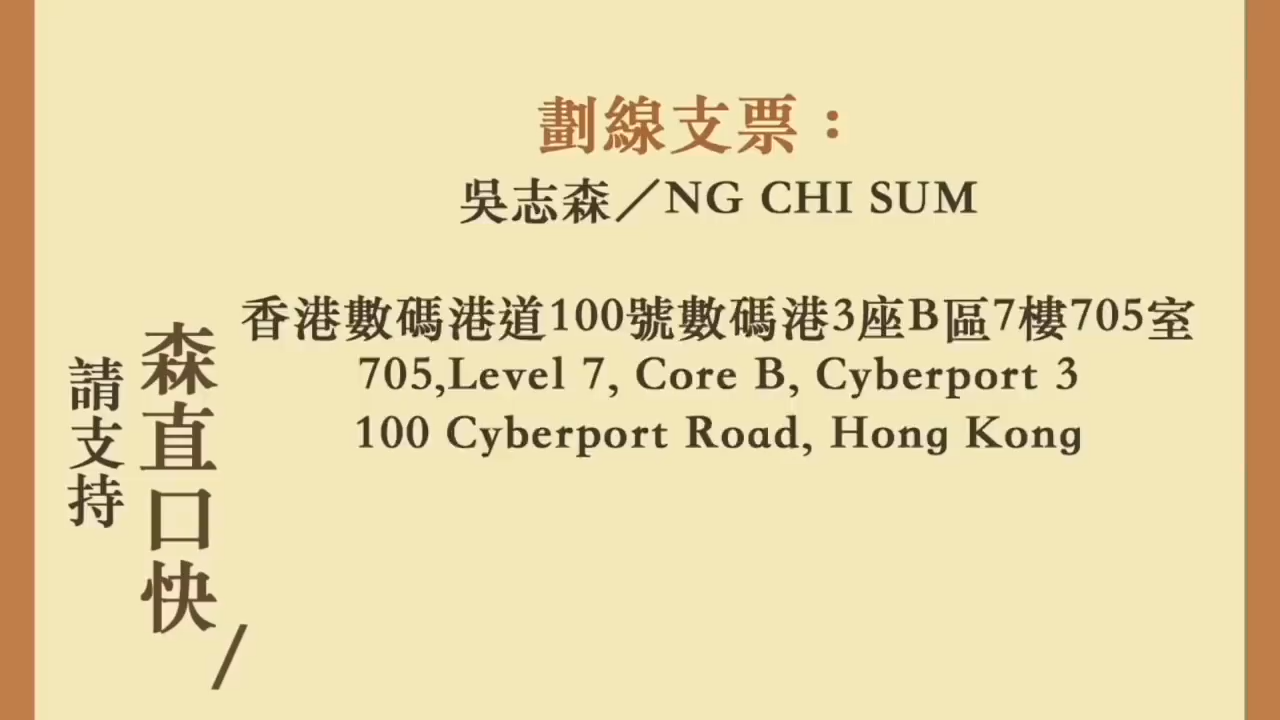 劃線支票：
吳志森／NG CHI SUM
香港數碼港道100號數碼港3座B區7樓705室
705,Level 7, Core B, Cyberport 3
100 Cyberport Road, Hong Kong
請支持
森直口快/